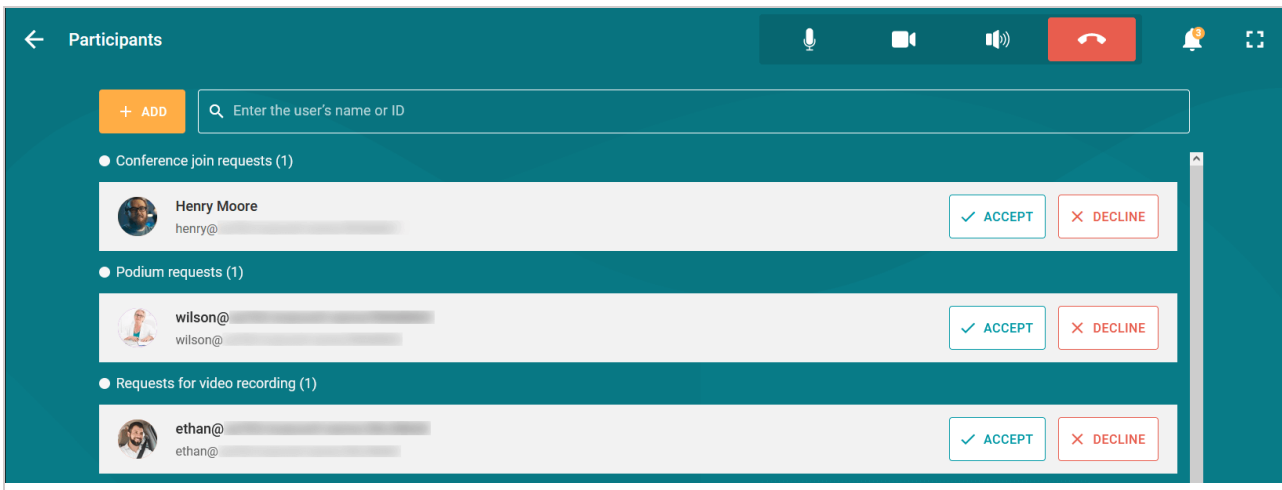 Participants
3
+ ADD
Enter the user's name or ID
Conference join requests (1)
Henry Moore
henry@
ACCEPT
DECLINE
Podium requests (1)
wilson@
wilson@
ACCEPT
DECLINE
Requests for video recording (1)
ethan@
ethan@
ACCEPT
DECLINE